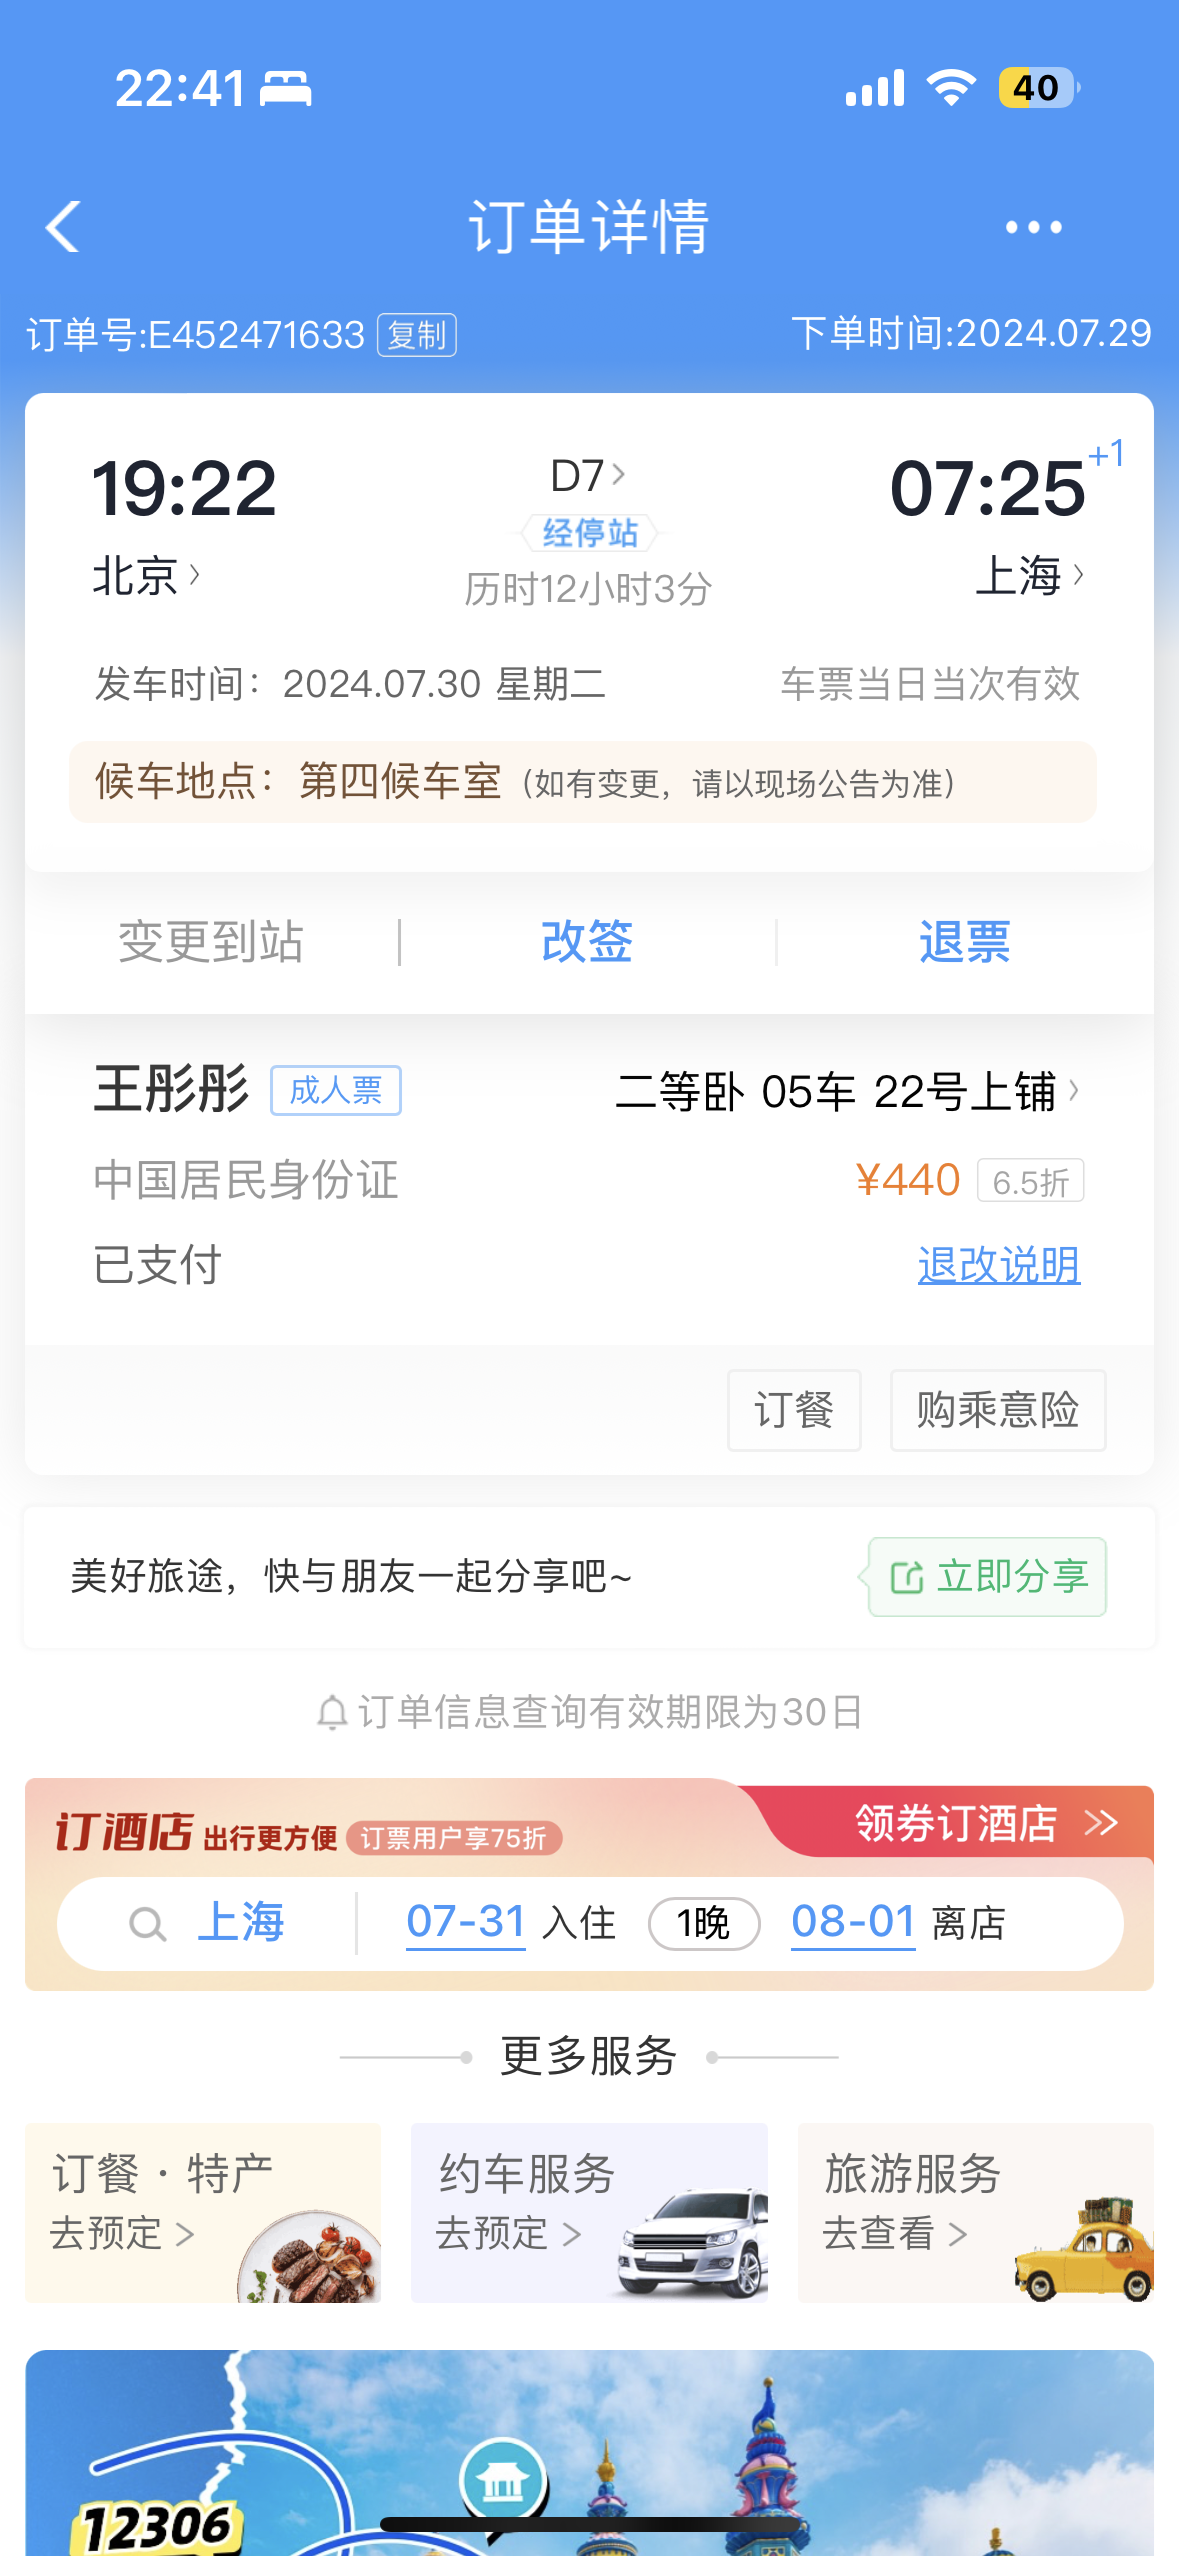 22:41
40
订单详情
订单号:E452471633 复制
下单时间:2024.07.29
19:22
D7
07:25+1
经停站
北京
历时12小时3分
上海
发车时间：2024.07.30 星期二
车票当日当次有效
候车地点：第四候车室（如有变更，请以现场公告为准）
变更到站
改签
退票
王彤彤 成人票
二等卧 05车 22号上铺
中国居民身份证
¥440 6.5折
已支付
退改说明
订餐
购乘意险
美好旅途，快与朋友一起分享吧~
立即分享
订单信息查询有效期限为30日
订酒店 出行更方便 订票用户享75折
领券订酒店
上海
07-31 入住 1晚 08-01 离店
更多服务
订餐 · 特产
去预定
约车服务
去预定
旅游服务
去查看
12306